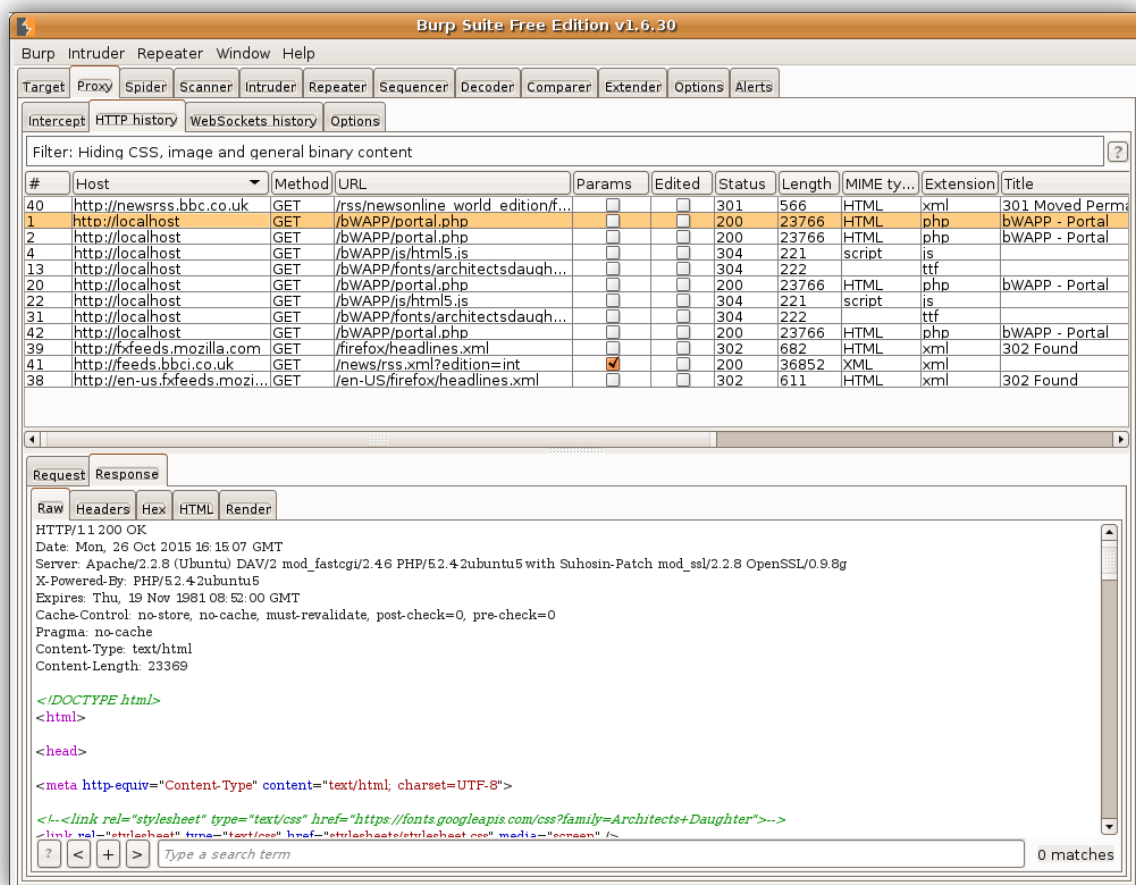 Burp Suite Free Edition v1.6.30
Burp Intruder Repeater Window Help
Target Proxy Spider Scanner Intruder Repeater Sequencer Decoder Comparer Extender Options Alerts
Intercept HTTP history WebSockets history Options
Filter: Hiding CSS, image and general binary content ?
# Host Method URL Params Edited Status Length MIME ty... Extension Title
40 http://newsrss.bbc.co.uk GET /rss/newsonline_world_edition/f... 301 566 HTML xml 301 Moved Perma
1 http://localhost GET /bWAPP/portal.php 200 23766 HTML php bWAPP - Portal
2 http://localhost GET /bWAPP/portal.php 200 23766 HTML php bWAPP - Portal
4 http://localhost GET /bWAPP/js/html5.js 304 221 script js
13 http://localhost GET /bWAPP/fonts/architectsdaugh... 304 222 ttf
20 http://localhost GET /bWAPP/portal.php 200 23766 HTML php bWAPP - Portal
22 http://localhost GET /bWAPP/js/html5.js 304 221 script js
31 http://localhost GET /bWAPP/fonts/architectsdaugh... 304 222 ttf
42 http://localhost GET /bWAPP/portal.php 200 23766 HTML php bWAPP - Portal
39 http://fxfeeds.mozilla.com GET /firefox/headlines.xml 302 682 HTML xml 302 Found
41 http://feeds.bbci.co.uk GET /news/rss.xml?edition=int 200 36852 XML xml
38 http://en-us.fxfeeds.mozi... GET /en-US/firefox/headlines.xml 302 611 HTML xml 302 Found
Request Response
Raw Headers Hex HTML Render
HTTP/1.1 200 OK
Date: Mon, 26 Oct 2015 16:15:07 GMT
Server: Apache/2.2.8 (Ubuntu) DAV/2 mod_fastcgi/2.4.6 PHP/5.2.4-2ubuntu5 with Suhosin-Patch mod_ssl/2.2.8 OpenSSL/0.9.8g
X-Powered-By: PHP/5.2.4-2ubuntu5
Expires: Thu, 19 Nov 1981 08:52:00 GMT
Cache-Control: no-store, no-cache, must-revalidate, post-check=0, pre-check=0
Pragma: no-cache
Content-Type: text/html
Content-Length: 23369
<!DOCTYPE html>
<html>
<head>
<meta http-equiv="Content-Type" content="text/html; charset=UTF-8">
<!--<link rel="stylesheet" type="text/css" href="https://fonts.googleapis.com/css?family=Architects+Daughter">-->
<link rel="stylesheet" type="text/css" href="stylesheets/stylesheet.css" media="screen" />
? < + > Type a search term 0 matches